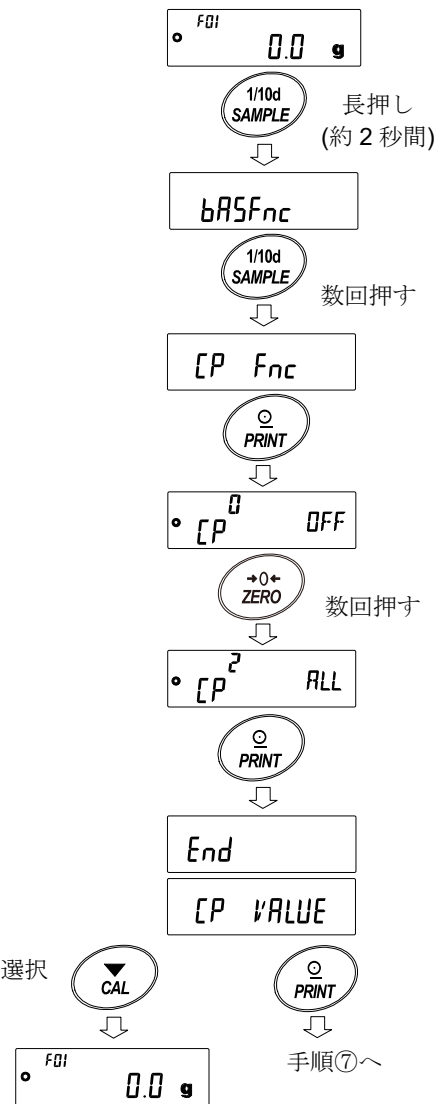 F01
0.0 g
1/10d
SAMPLE
長押し
(約 2 秒間)
bASFnc
1/10d
SAMPLE
数回押す
CP Fnc
PRINT
CP 0 OFF
→0←
ZERO
数回押す
CP 2 ALL
PRINT
End
CP VALUE
選択
CAL
PRINT
手順⑦へ
F01
0.0 g